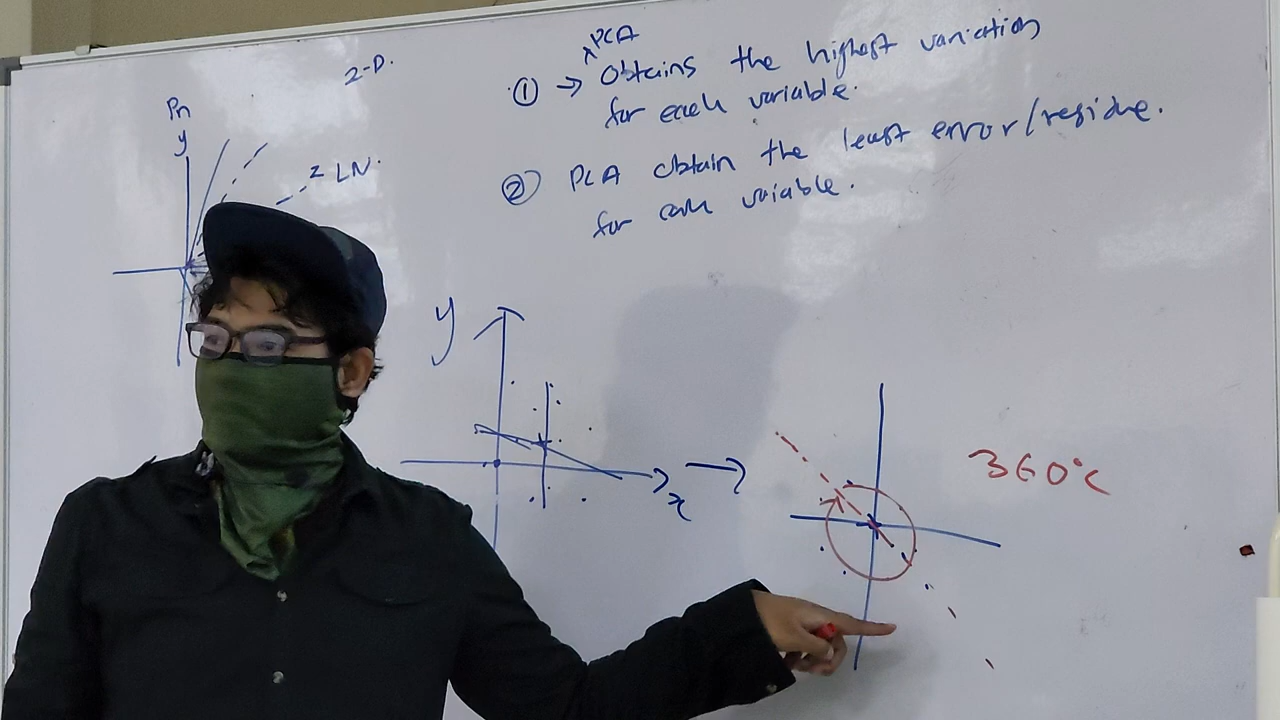 2-D.
Pn
y
2 LN.
PCA
① → Obtains the highest variation
for each variable.
② PCA obtain the least error/residue.
for each variable.
y
x
360°c